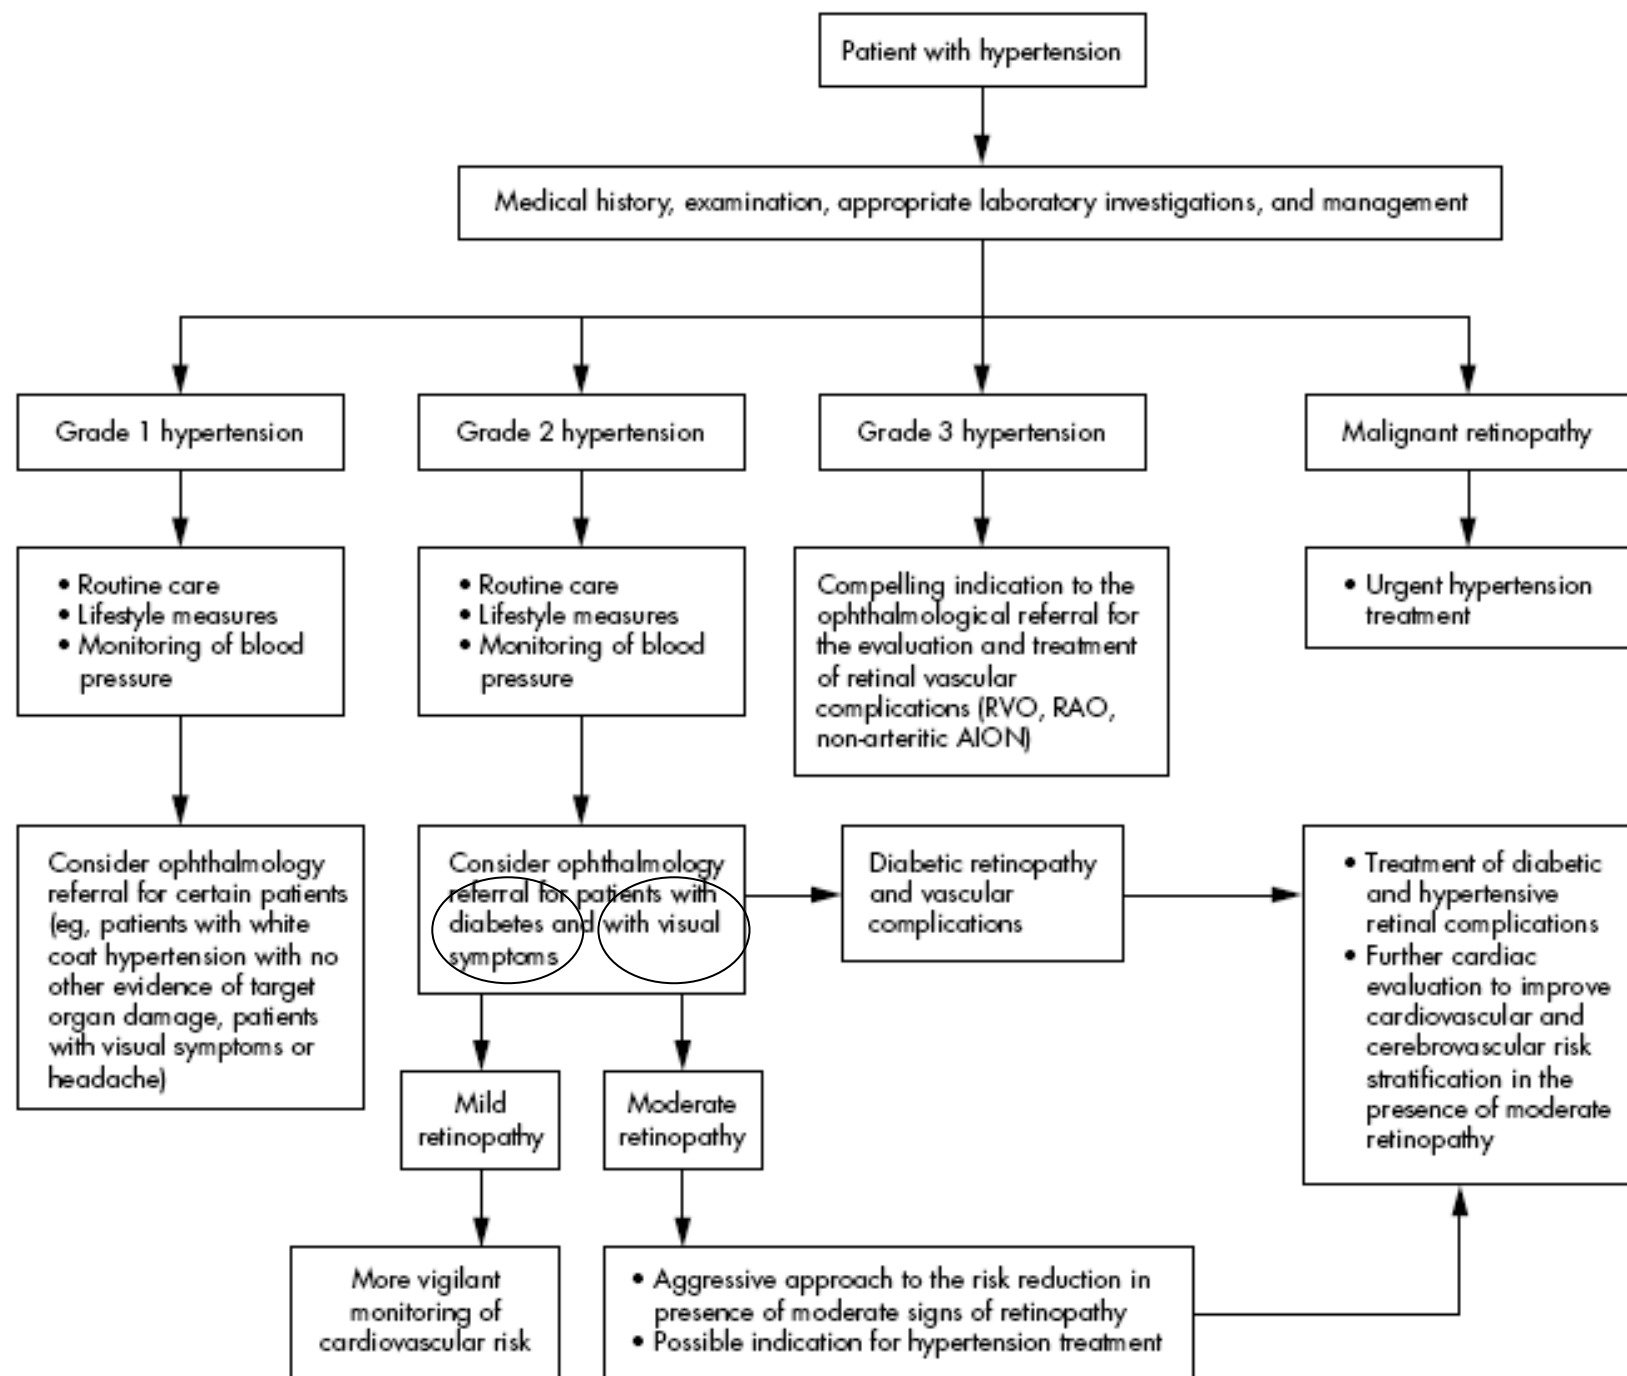 Patient with hypertension
Medical history, examination, appropriate laboratory investigations, and management
Grade 1 hypertension
Grade 2 hypertension
Grade 3 hypertension
Malignant retinopathy
• Routine care
• Lifestyle measures
• Monitoring of blood
pressure
• Routine care
• Lifestyle measures
• Monitoring of blood
pressure
Compelling indication to the
ophthalmological referral for
the evaluation and treatment
of retinal vascular
complications (RVO, RAO,
non-arteritic AION)
• Urgent hypertension
treatment
Consider ophthalmology
referral for certain patients
(eg, patients with white
coat hypertension with no
other evidence of target
organ damage, patients
with visual symptoms or
headache)
Consider ophthalmology
referral for patients with
diabetes and with visual
symptoms
Diabetic retinopathy
and vascular
complications
• Treatment of diabetic
and hypertensive
retinal complications
• Further cardiac
evaluation to improve
cardiovascular and
cerebrovascular risk
stratification in the
presence of moderate
retinopathy
Mild
retinopathy
Moderate
retinopathy
More vigilant
monitoring of
cardiovascular risk
• Aggressive approach to the risk reduction in
presence of moderate signs of retinopathy
• Possible indication for hypertension treatment